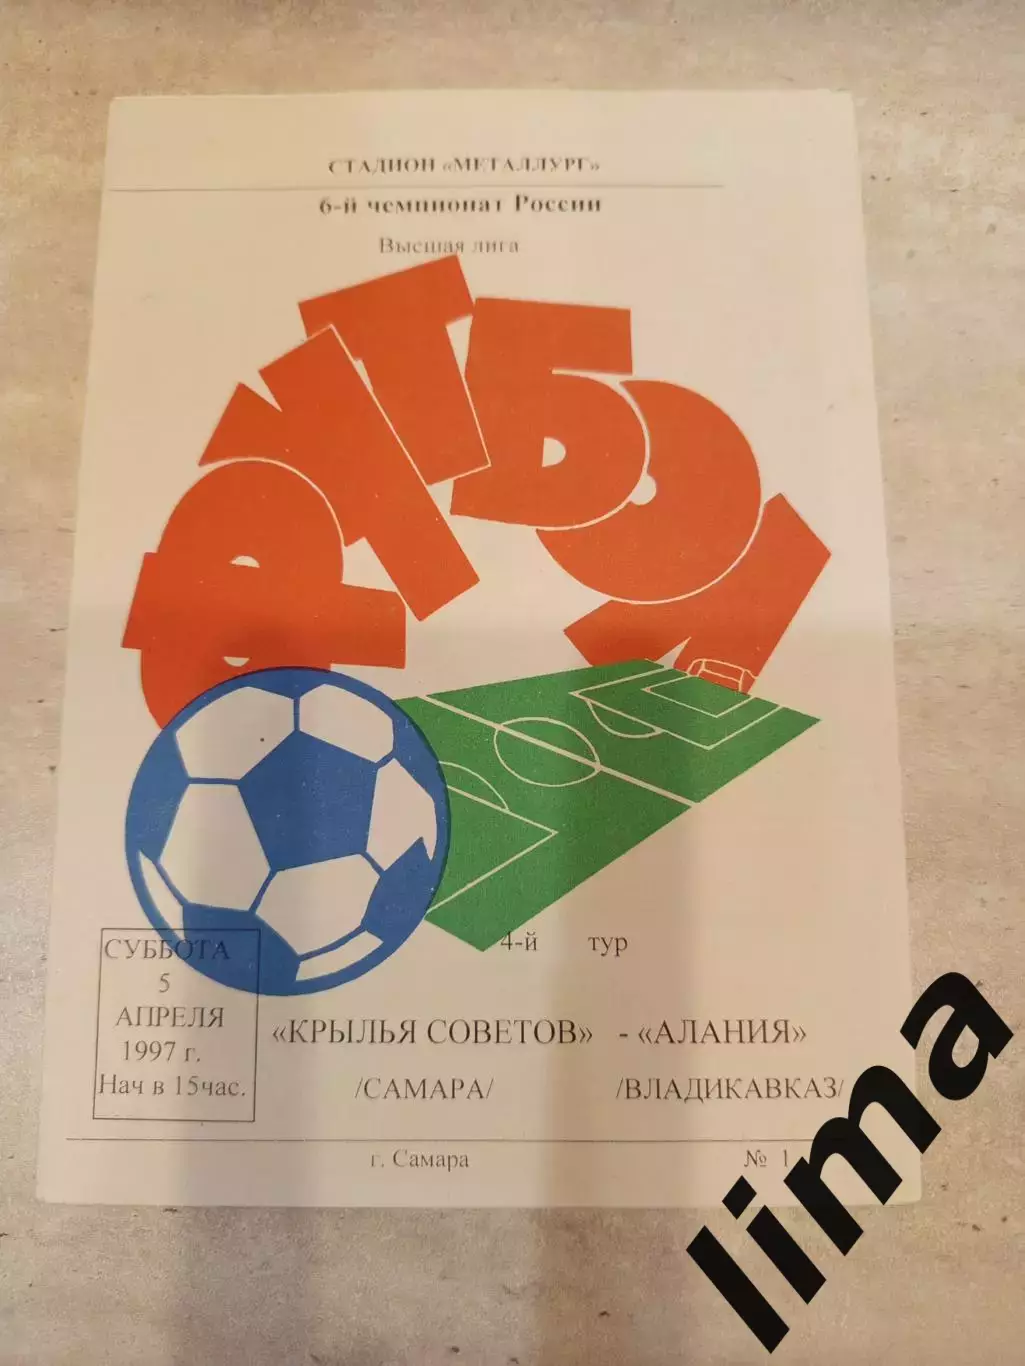 СТАДИОН «МЕТАЛЛУРГ»
6-й чемпионат России
Высшая лига
ФУТБОЛ
4-й тур
СУББОТА
5
АПРЕЛЯ
1997 г.
Нач в 15час.
«КРЫЛЬЯ СОВЕТОВ» - «АЛАНИЯ»
/САМАРА/ /ВЛАДИКАВКАЗ/
г. Самара № 1
lima